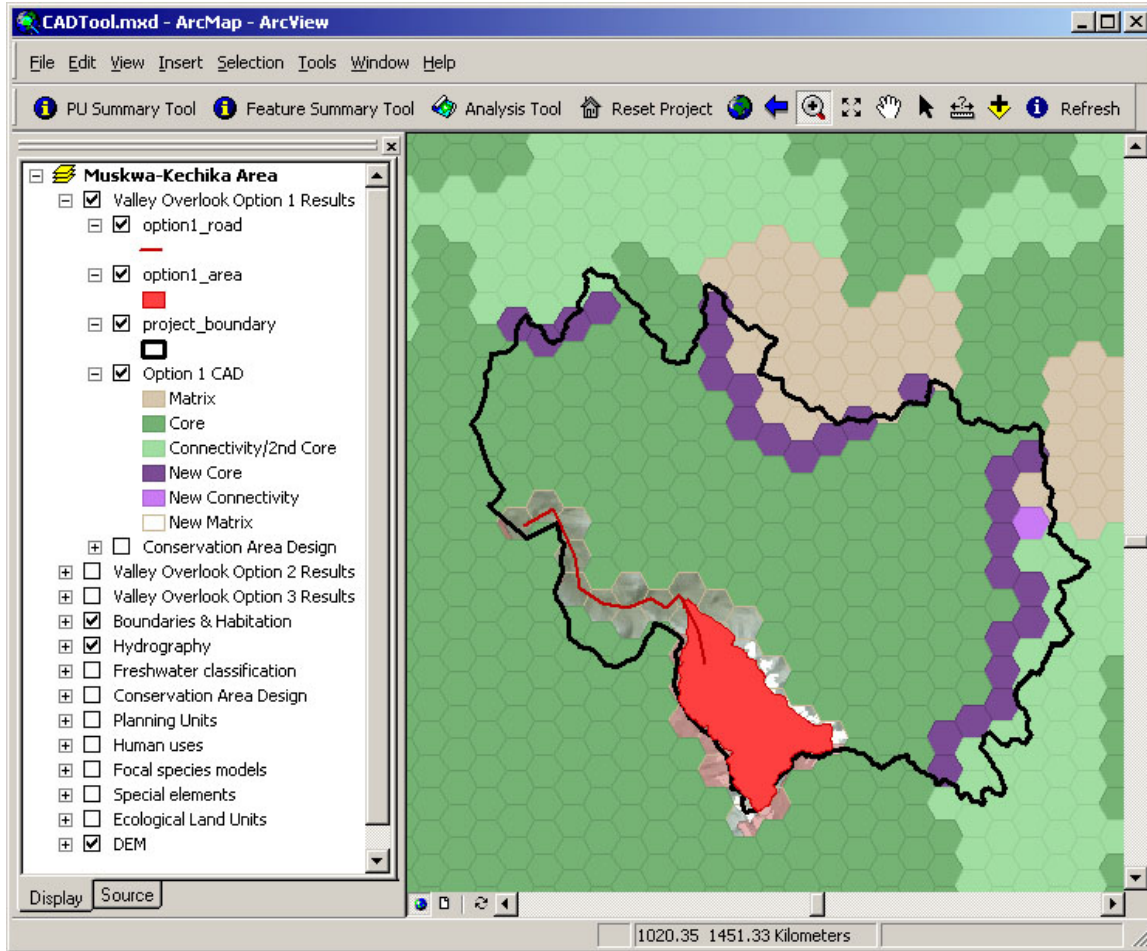 CADTool.mxd - ArcMap - ArcView
File Edit View Insert Selection Tools Window Help
PU Summary Tool Feature Summary Tool Analysis Tool Reset Project Refresh
Muskwa-Kechika Area
Valley Overlook Option 1 Results
option1_road
option1_area
project_boundary
Option 1 CAD
Matrix
Core
Connectivity/2nd Core
New Core
New Connectivity
New Matrix
Conservation Area Design
Valley Overlook Option 2 Results
Valley Overlook Option 3 Results
Boundaries & Habitation
Hydrography
Freshwater classification
Conservation Area Design
Planning Units
Human uses
Focal species models
Special elements
Ecological Land Units
DEM
Display Source
1020.35 1451.33 Kilometers